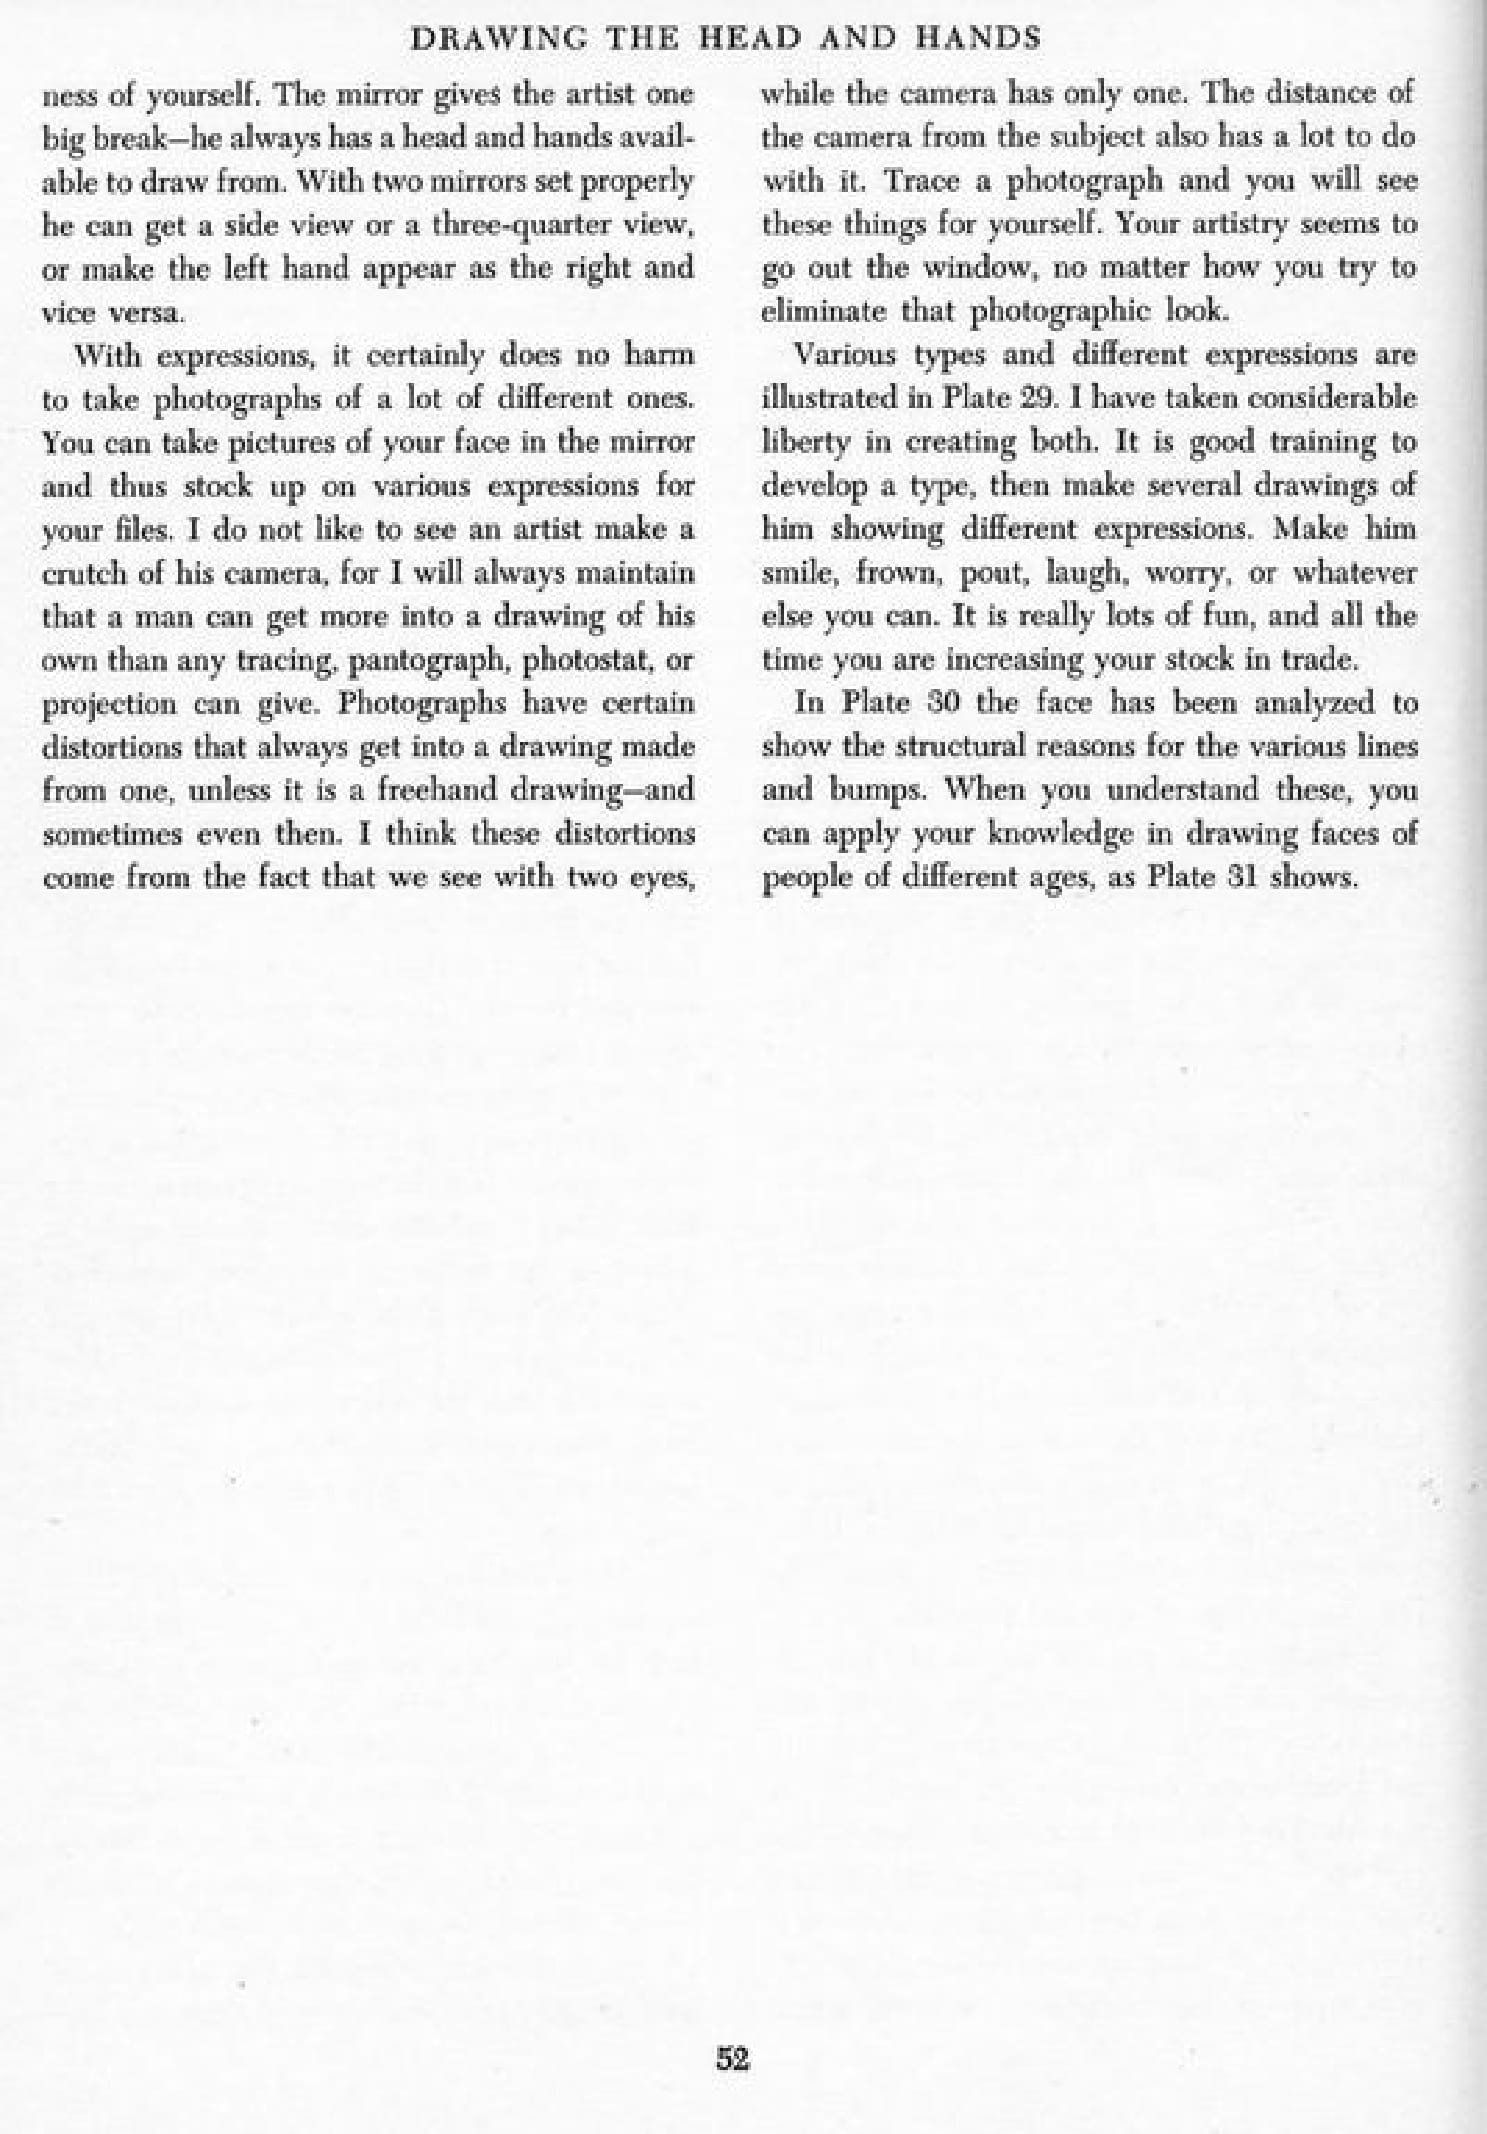 DRAWING THE HEAD AND HANDS
ness of yourself. The mirror gives the artist one
big break—he always has a head and hands avail-
able to draw from. With two mirrors set properly
he can get a side view or a three-quarter view,
or make the left hand appear as the right and
vice versa.
With expressions, it certainly does no harm
to take photographs of a lot of different ones.
You can take pictures of your face in the mirror
and thus stock up on various expressions for
your files. I do not like to see an artist make a
crutch of his camera, for I will always maintain
that a man can get more into a drawing of his
own than any tracing, pantograph, photostat, or
projection can give. Photographs have certain
distortions that always get into a drawing made
from one, unless it is a freehand drawing—and
sometimes even then. I think these distortions
come from the fact that we see with two eyes,
while the camera has only one. The distance of
the camera from the subject also has a lot to do
with it. Trace a photograph and you will see
these things for yourself. Your artistry seems to
go out the window, no matter how you try to
eliminate that photographic look.
Various types and different expressions are
illustrated in Plate 29. I have taken considerable
liberty in creating both. It is good training to
develop a type, then make several drawings of
him showing different expressions. Make him
smile, frown, pout, laugh, worry, or whatever
else you can. It is really lots of fun, and all the
time you are increasing your stock in trade.
In Plate 30 the face has been analyzed to
show the structural reasons for the various lines
and bumps. When you understand these, you
can apply your knowledge in drawing faces of
people of different ages, as Plate 31 shows.
52